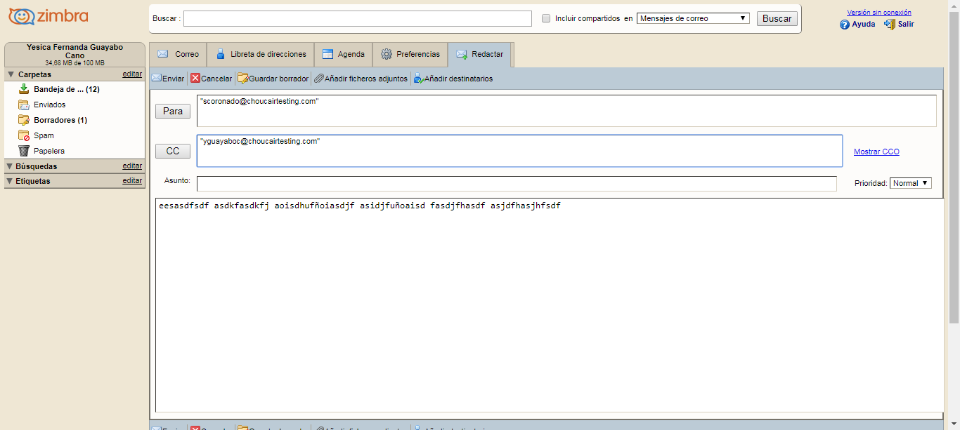 zimbra
Buscar :
Incluir compartidos en Mensajes de correo Buscar
Versión sin conexión
Ayuda Salir
Yesica Fernanda Guayabo Cano
34.68 MB de 100 MB
Carpetas editar
Bandeja de ... (12)
Enviados
Borradores (1)
Spam
Papelera
Búsquedas editar
Etiquetas editar
Correo Libreta de direcciones Agenda Preferencias Redactar
Enviar Cancelar Guardar borrador Añadir ficheros adjuntos Añadir destinatarios
Para "scoronado@choucairtesting.com"
CC "yguayaboc@choucairtesting.com" Mostrar CCO
Asunto: Prioridad: Normal
eesasdfsdf asdkfasdkfj aoisdhufñoiasdjf asidjfuñoaisd fasdjfhasdf asjdfhasjhfsdf